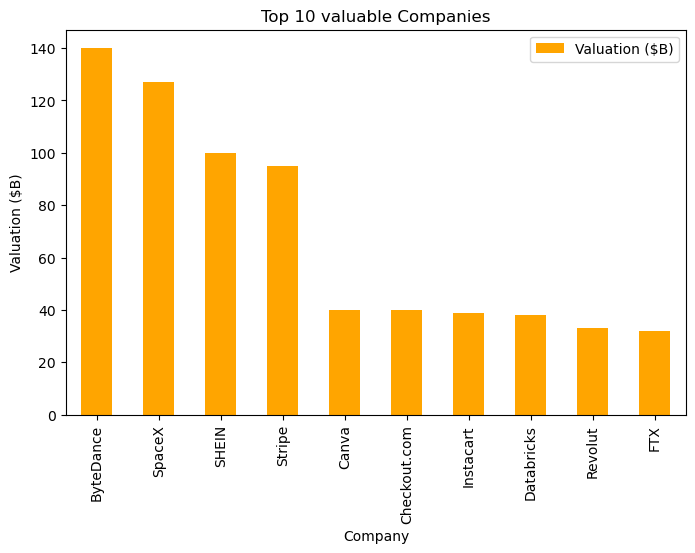 Top 10 valuable Companies
Valuation ($B)
Valuation ($B)
140
120
100
80
60
40
20
0
ByteDance
SpaceX
SHEIN
Stripe
Canva
Checkout.com
Instacart
Databricks
Revolut
FTX
Company